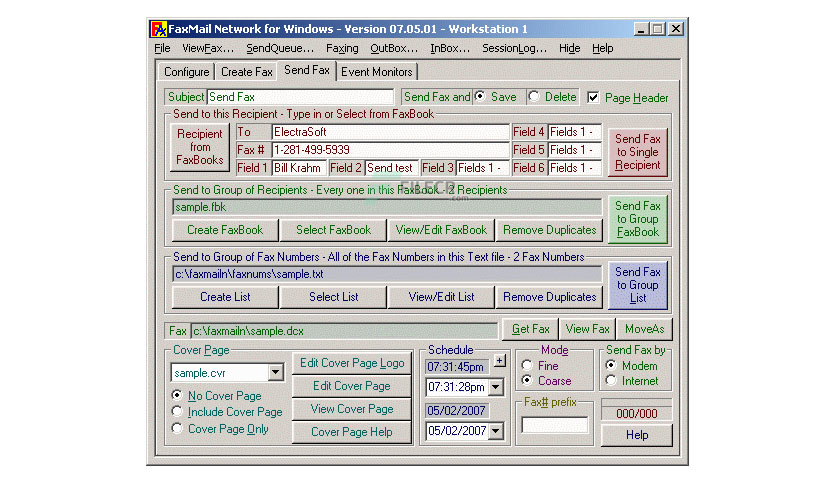 FaxMail Network for Windows - Version 07.05.01 - Workstation 1
File ViewFax... SendQueue... Faxing OutBox... InBox... SessionLog... Hide Help
Configure Create Fax Send Fax Event Monitors
Subject Send Fax Send Fax and Save Delete Page Header
Send to this Recipient - Type in or Select from FaxBook
Recipient from FaxBooks
To ElectraSoft Field 4 Fields 1 -
Fax # 1-281-499-5939 Field 5 Fields 1 -
Field 1 Bill Krahm Field 2 Send test Field 3 Fields 1 - Field 6 Fields 1 -
Send Fax to Single Recipient
Send to Group of Recipients - Every one in this FaxBook - 2 Recipients
FILECR
.com
sample.fbk
Create FaxBook Select FaxBook View/Edit FaxBook Remove Duplicates
Send Fax to Group FaxBook
Send to Group of Fax Numbers - All of the Fax Numbers in this Text file - 2 Fax Numbers
c:\faxmailn\faxnums\sample.txt
Create List Select List View/Edit List Remove Duplicates
Send Fax to Group List
Fax c:\faxmailn\sample.dcx Get Fax View Fax MoveAs
Cover Page
sample.cvr
No Cover Page
Include Cover Page
Cover Page Only
Edit Cover Page Logo
Edit Cover Page
View Cover Page
Cover Page Help
Schedule
07:31:45pm +
07:31:28pm
05/02/2007
05/02/2007
Mode
Fine
Coarse
Fax# prefix
Send Fax by
Modem
Internet
000/000
Help